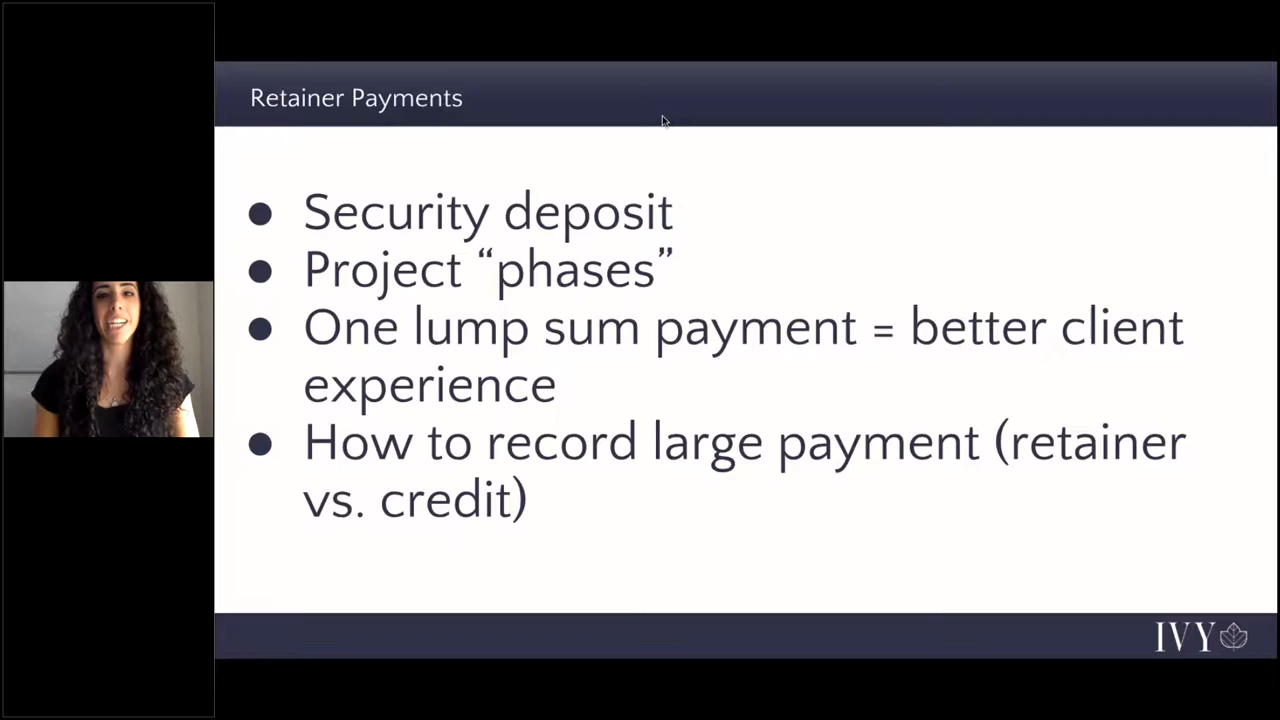 Retainer Payments
● Security deposit
● Project “phases”
● One lump sum payment = better client
experience
● How to record large payment (retainer
vs. credit)
IVY